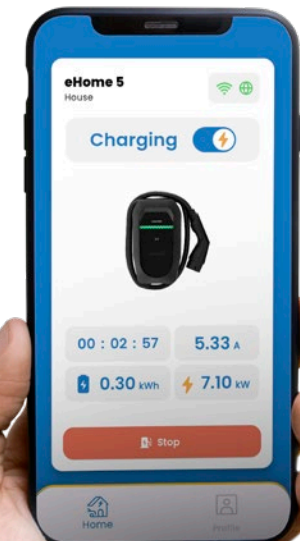 eHome 5
House
Charging
00 : 02 : 57
5.33 A
0.30 kWh
7.10 kW
Stop
Home
Profile